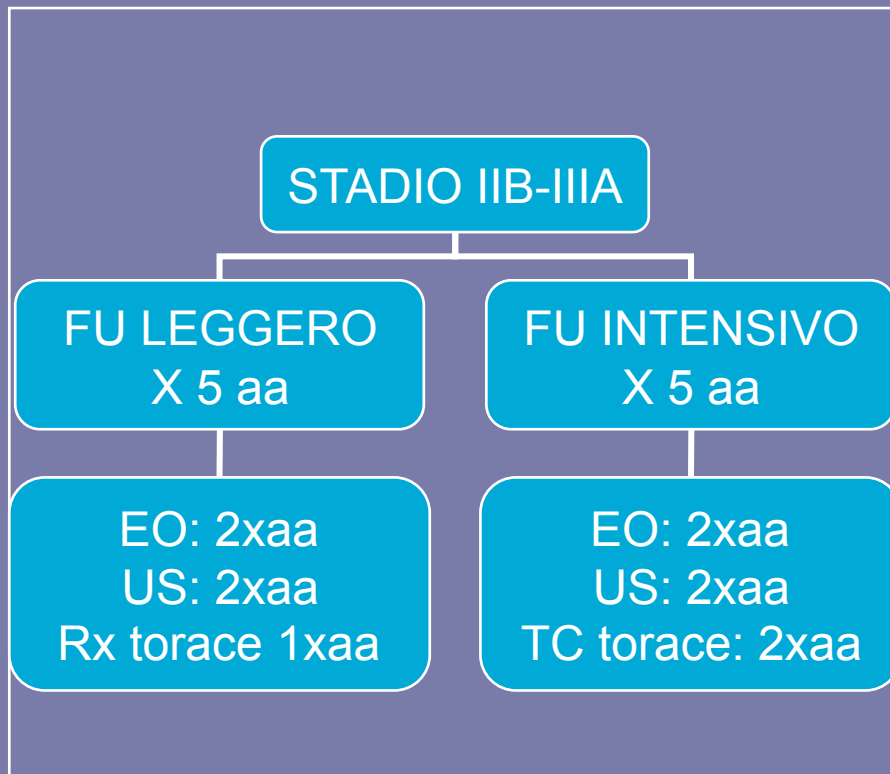 STADIO IIB-IIIA
FU LEGGERO
X 5 aa
FU INTENSIVO
X 5 aa
EO: 2xaa
US: 2xaa
Rx torace 1xaa
EO: 2xaa
US: 2xaa
TC torace: 2xaa